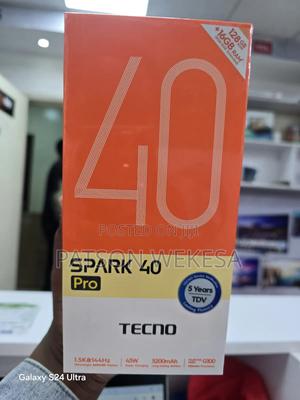 128GB
+16GB RAM
40
POSTED ON JIJI
PATSON WEKESA
SPARK 40
Pro
5 Years
TDV
TECNO
1.5K&144Hz
45W
5200mAh
G100
Galaxy S24 Ultra